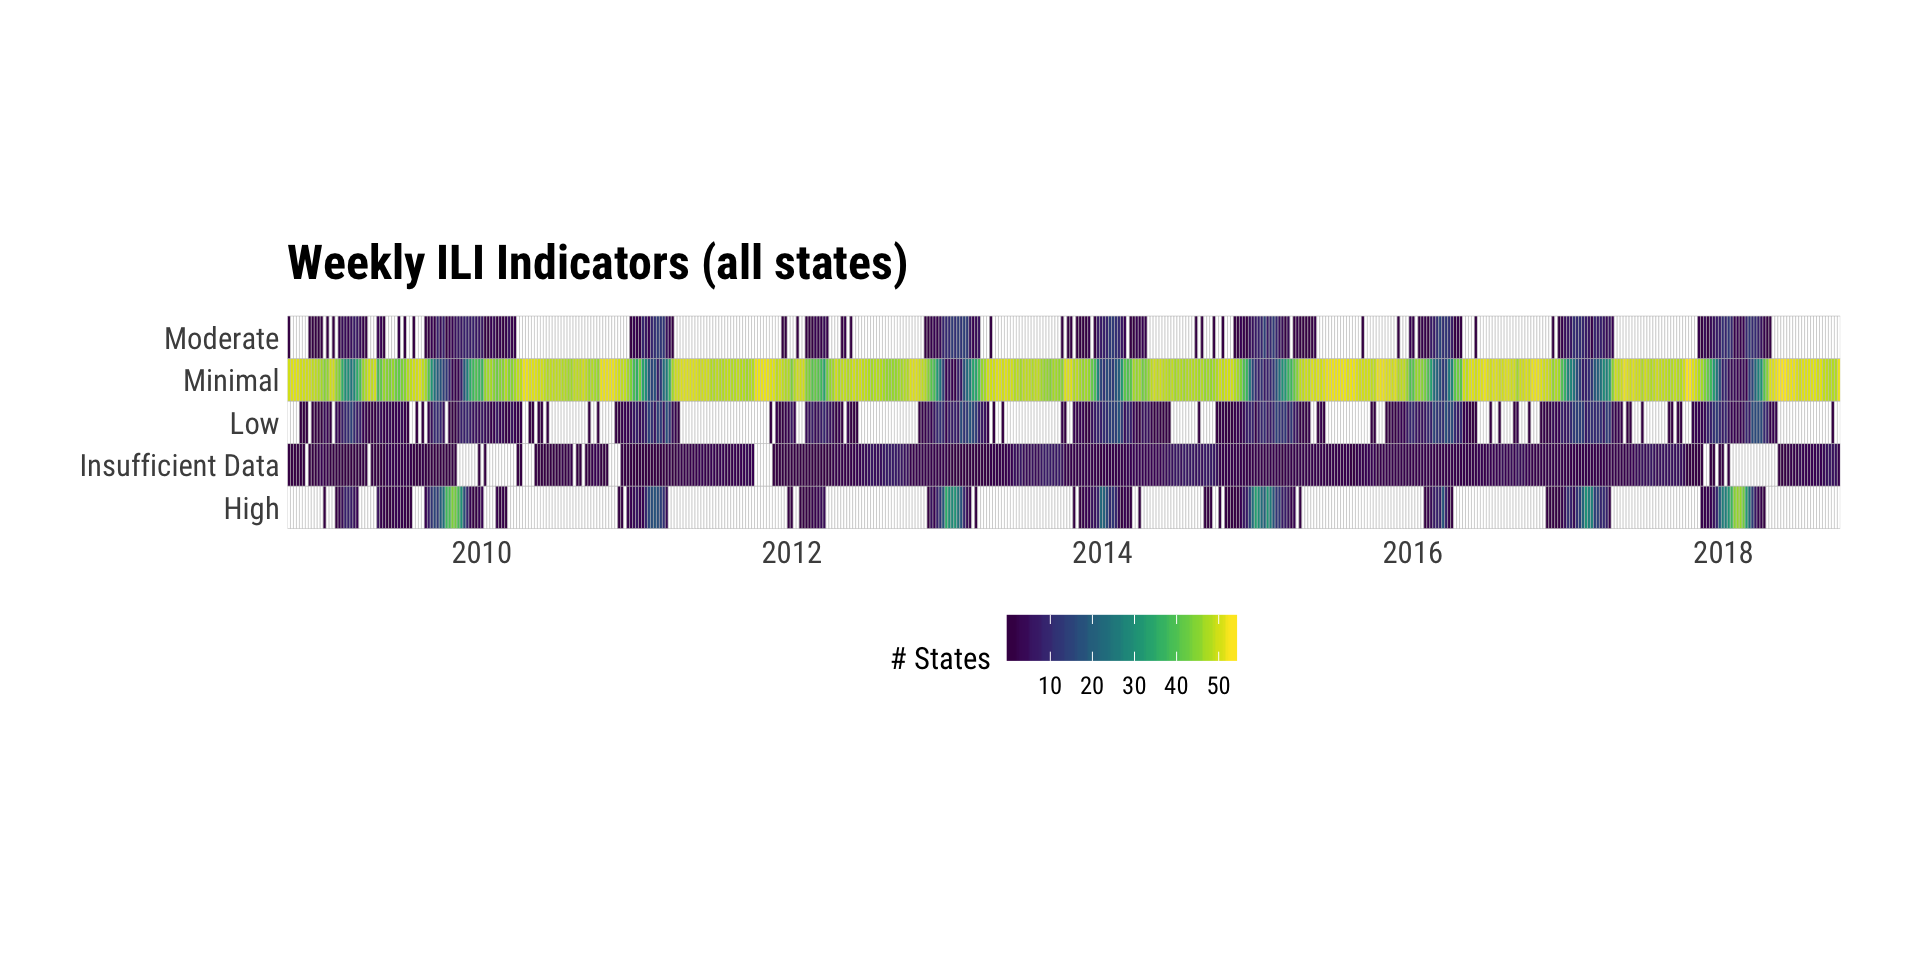 Weekly ILI Indicators (all states)
Moderate
Minimal
Low
Insufficient Data
High
2010 2012 2014 2016 2018
# States
10 20 30 40 50